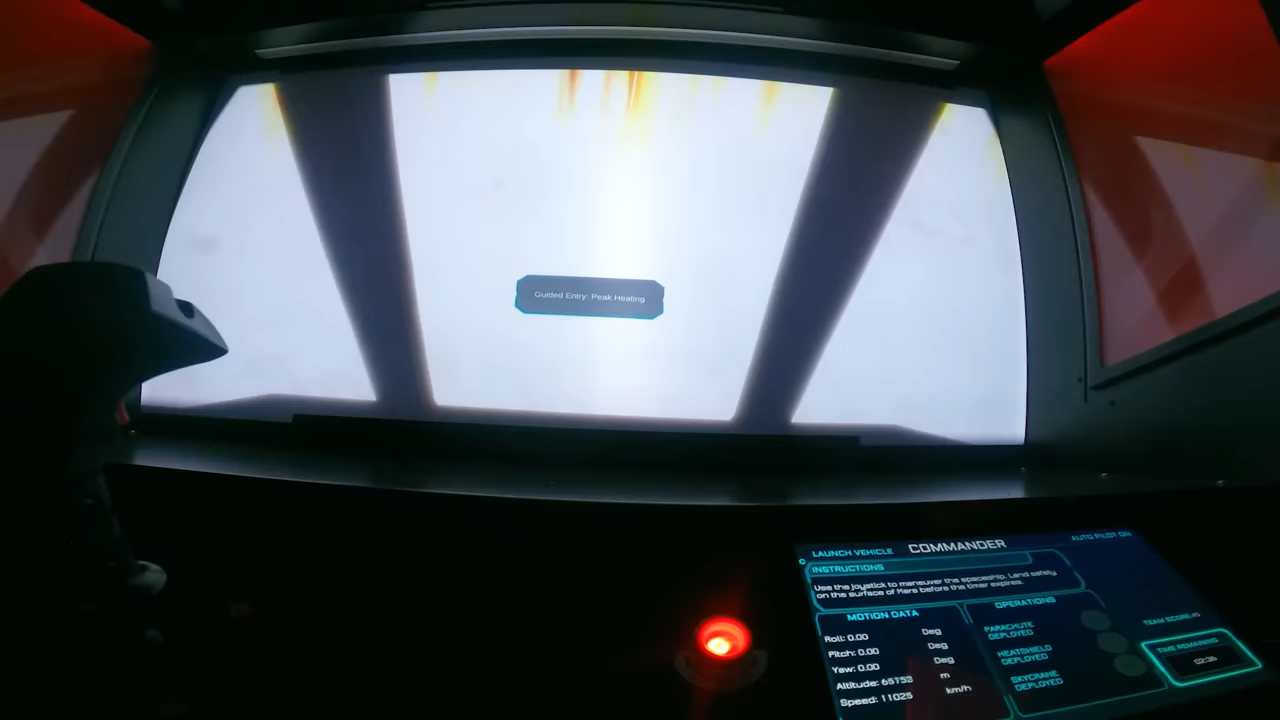 Guided Entry: Peak Heating
LAUNCH VEHICLE
COMMANDER
AUTO PILOT ON
INSTRUCTIONS
Use the joystick to maneuver the spaceship. Land safely
on the surface of Mars before the timer expires.
MOTION DATA
Roll: 0.00 Deg
Pitch: 0.00 Deg
Yaw: 0.00 Deg
Altitude: 65152 m
Speed: 11025 km/h
OPERATIONS
PARACHUTE
DEPLOYED
HEATSHIELD
DEPLOYED
SKYCRANE
DEPLOYED
TEAM SCORE:
TIME REMAINING
02:36